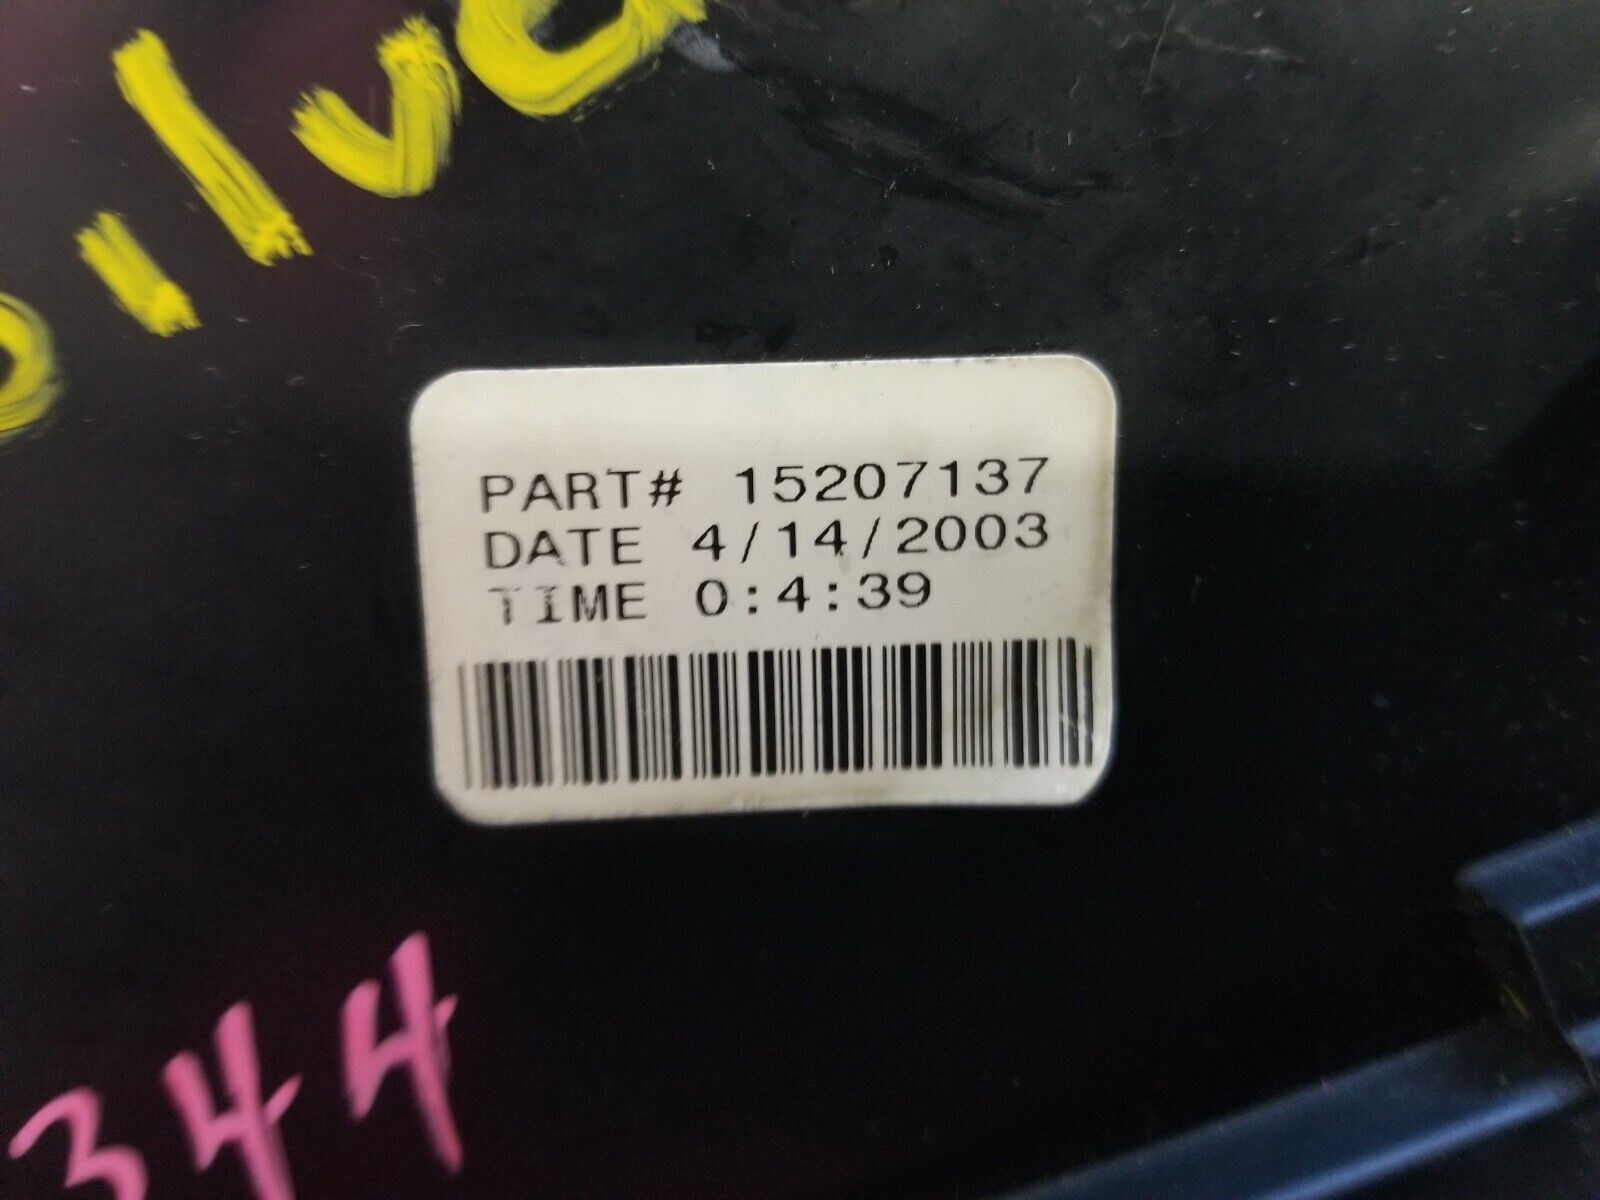 PART# 15207137
DATE 4/14/2003
TIME 0:4:39
344